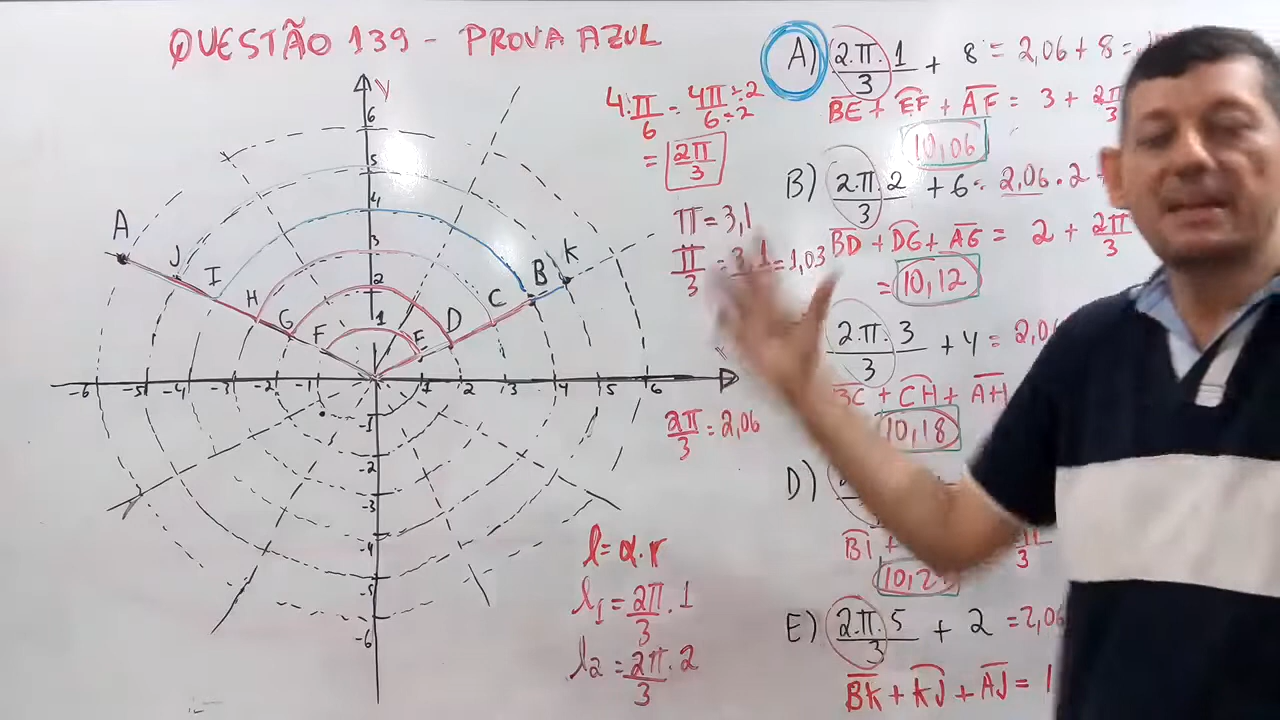 QUESTÃO 139 - PROVA AZUL
Y
6
5
4
3
2
1
A
J
I
H
G
F
E
D
C
B
K
-6 -5 -4 -3 -2 -1 1 2 3 4 5 6
-1
-2
-3
-4
-5
-6
4.π/6 = 4π÷2/6÷2
= 2π/3
π = 3,1
π/3 = 3,1 = 1,03
2π/3 = 2,06
l = α.r
l1 = 2π/3 . 1
l2 = 2π/3 . 2
A) 2.π.1/3 + 8 = 2,06 + 8 =
BE + EF + AF = 3 + 2π/3
10,06
B) 2.π.2/3 + 6 = 2,06.2
BD + DG + AG = 2 + 2π/3
= 10,12
2.π.3/3 + 4 = 2,0
BC + CH + AH
10,18
D)
BI +
10,2
E) 2.π.5/3 + 2 = 2,06
BK + KJ + AJ = 1